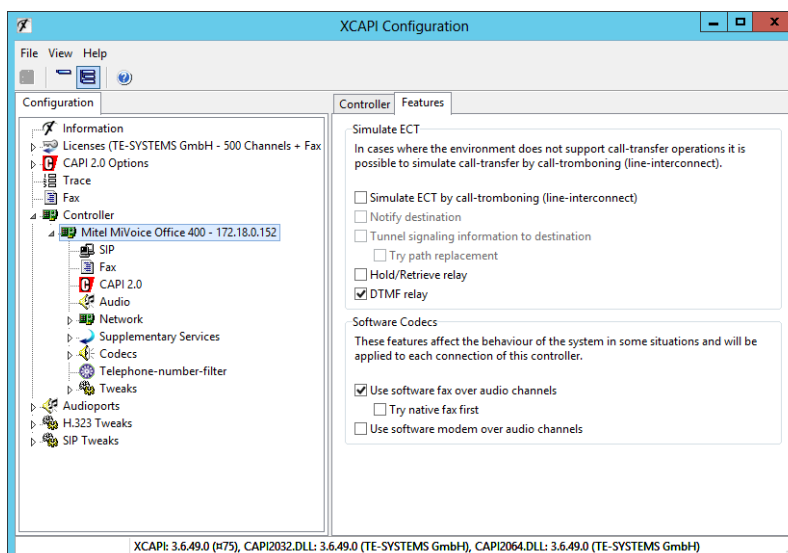 XCAPI Configuration
File View Help
Configuration
Information
Licenses (TE-SYSTEMS GmbH - 500 Channels + Fax
CAPI 2.0 Options
Trace
Fax
Controller
Mitel MiVoice Office 400 - 172.18.0.152
SIP
Fax
CAPI 2.0
Audio
Network
Supplementary Services
Codecs
Telephone-number-filter
Tweaks
Audioports
H.323 Tweaks
SIP Tweaks
Controller Features
Simulate ECT
In cases where the environment does not support call-transfer operations it is
possible to simulate call-transfer by call-tromboning (line-interconnect).
Simulate ECT by call-tromboning (line-interconnect)
Notify destination
Tunnel signaling information to destination
Try path replacement
Hold/Retrieve relay
DTMF relay
Software Codecs
These features affect the behaviour of the system in some situations and will be
applied to each connection of this controller.
Use software fax over audio channels
Try native fax first
Use software modem over audio channels
XCAPI: 3.6.49.0 (¤75), CAPI2032.DLL: 3.6.49.0 (TE-SYSTEMS GmbH), CAPI2064.DLL: 3.6.49.0 (TE-SYSTEMS GmbH)